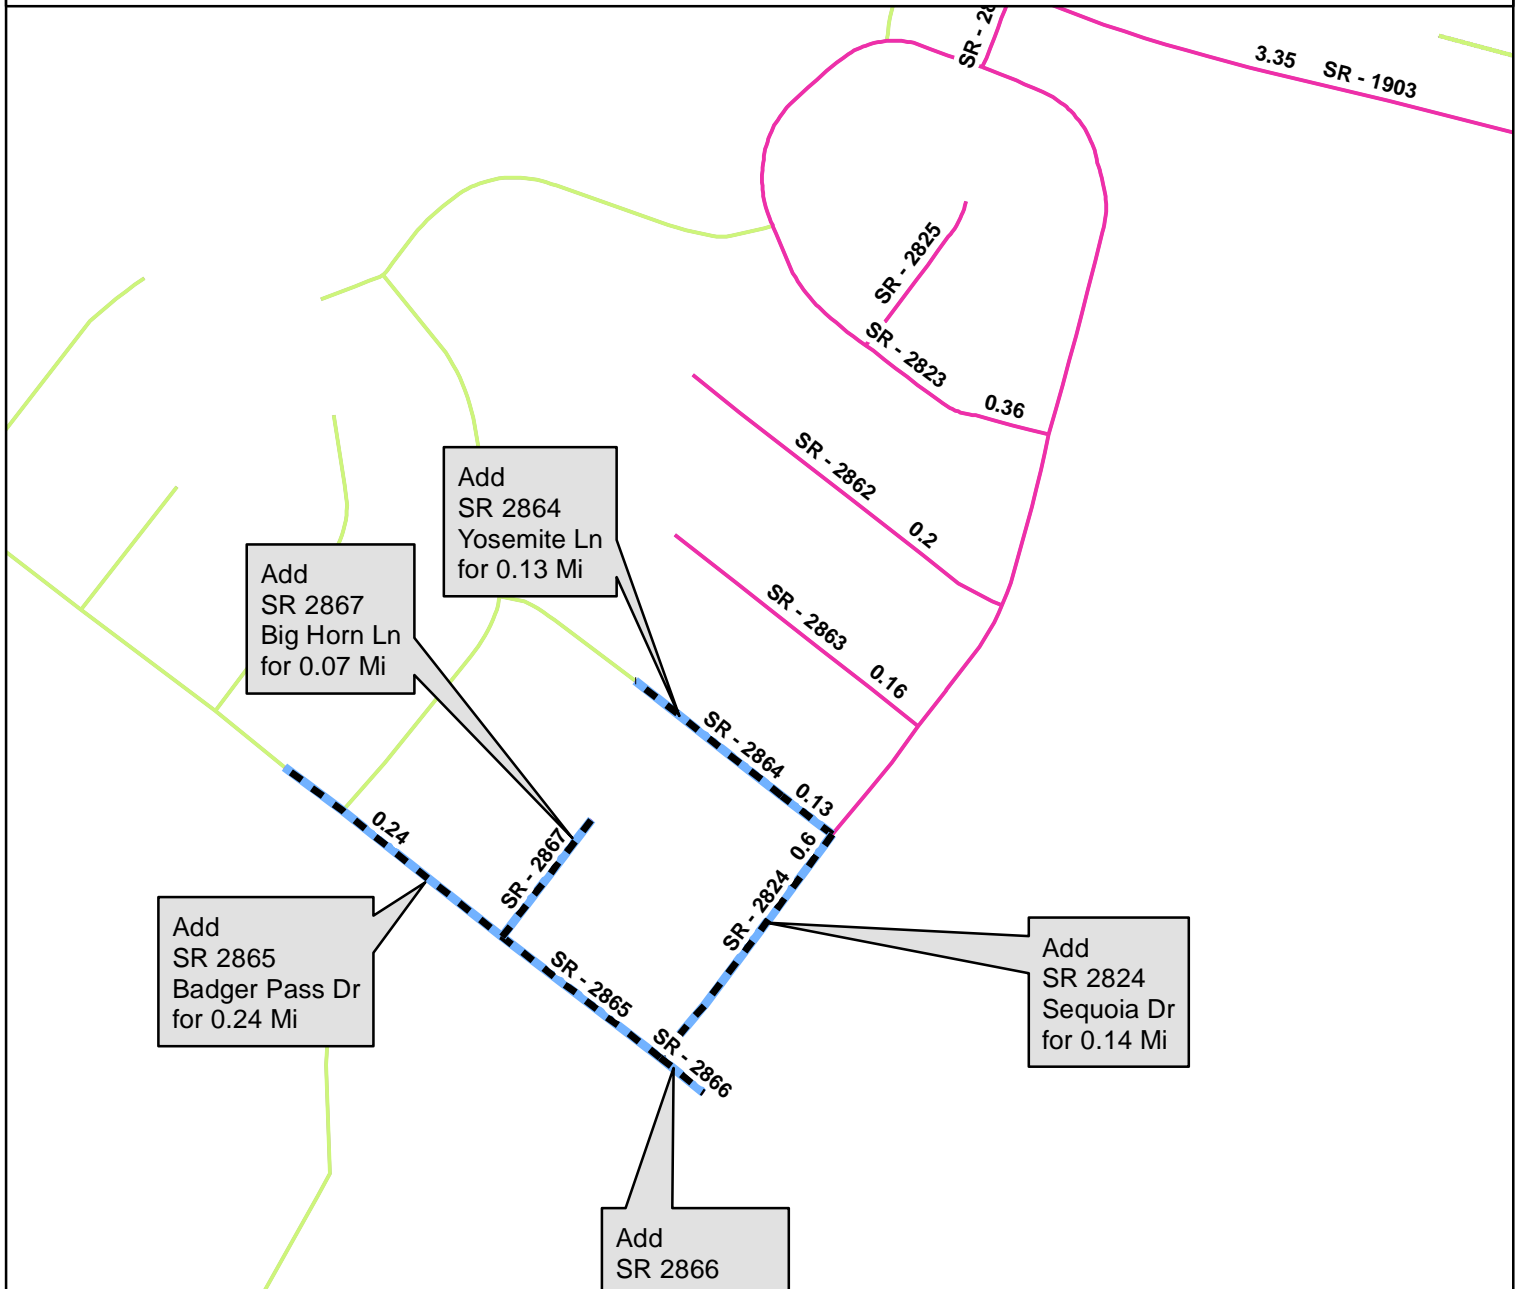 SR - 28
3.35 SR - 1903
SR - 2825
SR - 2823
0.36
SR - 2862
0.2
SR - 2863
0.16
Add
SR 2864
Yosemite Ln
for 0.13 Mi
Add
SR 2867
Big Horn Ln
for 0.07 Mi
SR - 2864
0.13
0.24
SR - 2867
0.6
SR - 2824
Add
SR 2865
Badger Pass Dr
for 0.24 Mi
SR - 2865
SR - 2866
Add
SR 2824
Sequoia Dr
for 0.14 Mi
Add
SR 2866